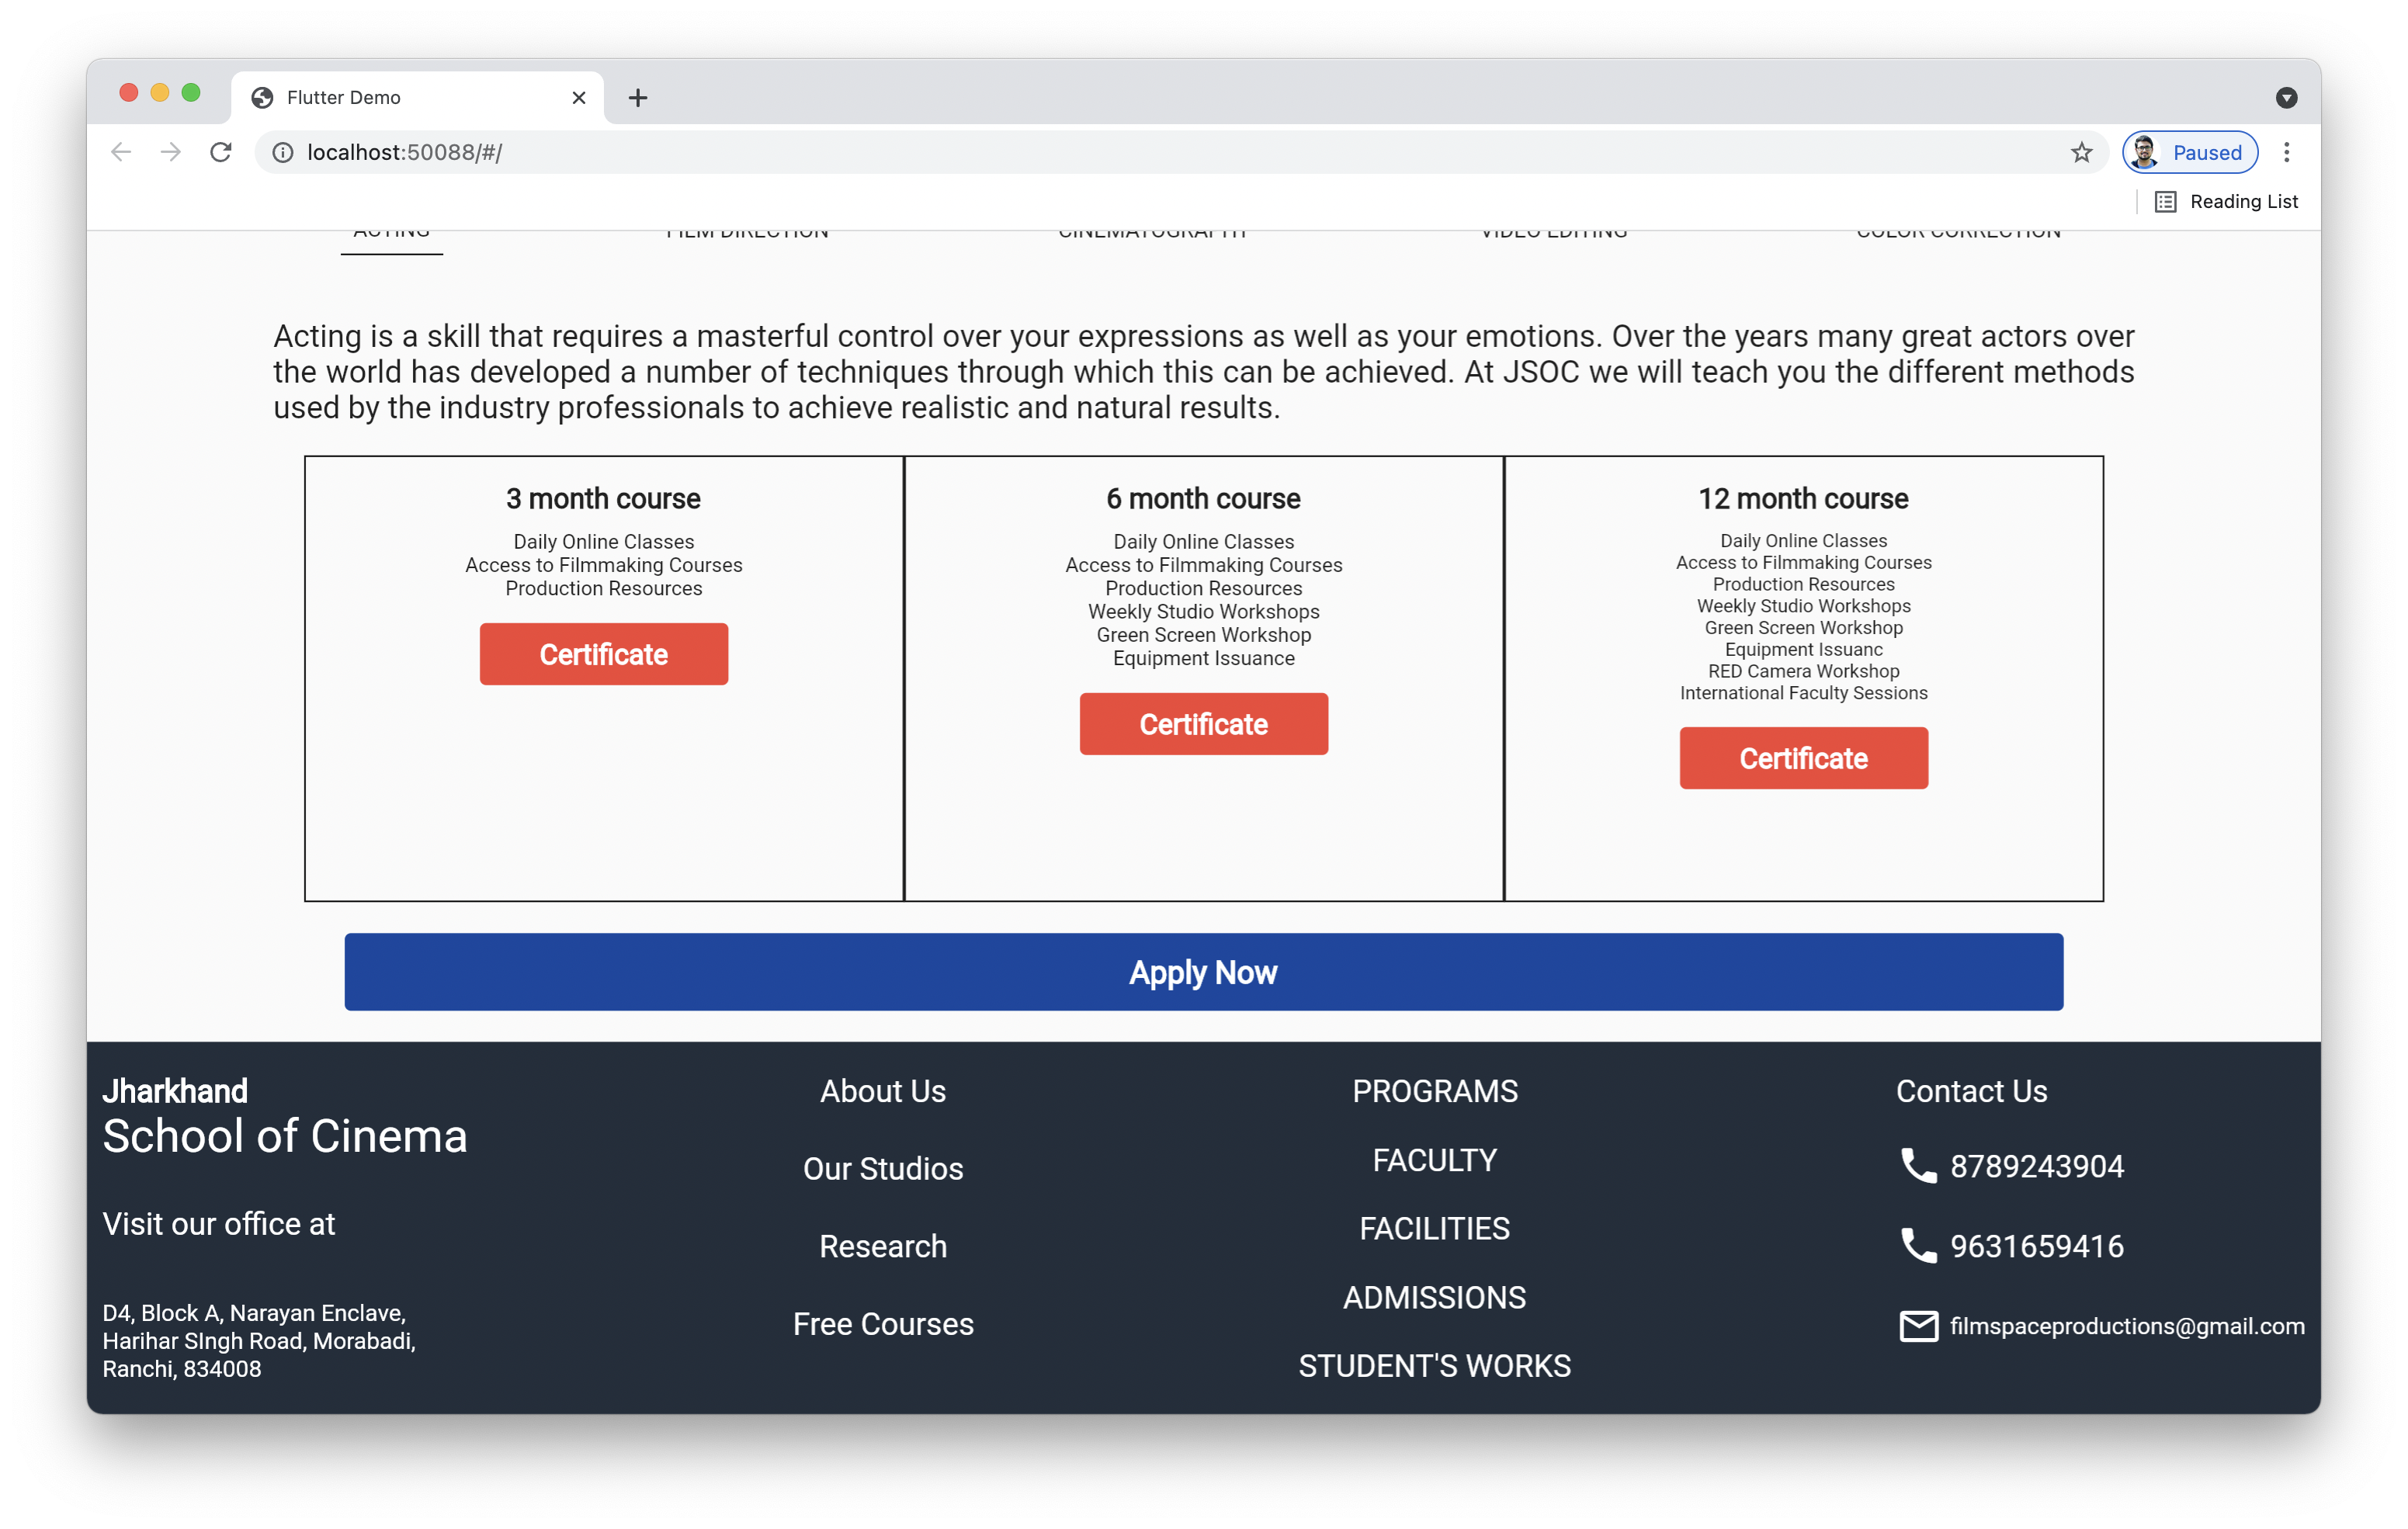 Flutter Demo
localhost:50088/#/
Paused
Reading List
ACTING FILM DIRECTION CINEMATOGRAPHY VIDEO EDITING COLOR CORRECTION
Acting is a skill that requires a masterful control over your expressions as well as your emotions. Over the years many great actors over
the world has developed a number of techniques through which this can be achieved. At JSOC we will teach you the different methods
used by the industry professionals to achieve realistic and natural results.
3 month course
Daily Online Classes
Access to Filmmaking Courses
Production Resources
Certificate
6 month course
Daily Online Classes
Access to Filmmaking Courses
Production Resources
Weekly Studio Workshops
Green Screen Workshop
Equipment Issuance
Certificate
12 month course
Daily Online Classes
Access to Filmmaking Courses
Production Resources
Weekly Studio Workshops
Green Screen Workshop
Equipment Issuanc
RED Camera Workshop
International Faculty Sessions
Certificate
Apply Now
Jharkhand
School of Cinema
Visit our office at
D4, Block A, Narayan Enclave,
Harihar SIngh Road, Morabadi,
Ranchi, 834008
About Us
Our Studios
Research
Free Courses
PROGRAMS
FACULTY
FACILITIES
ADMISSIONS
STUDENT'S WORKS
Contact Us
8789243904
9631659416
filmspaceproductions@gmail.com